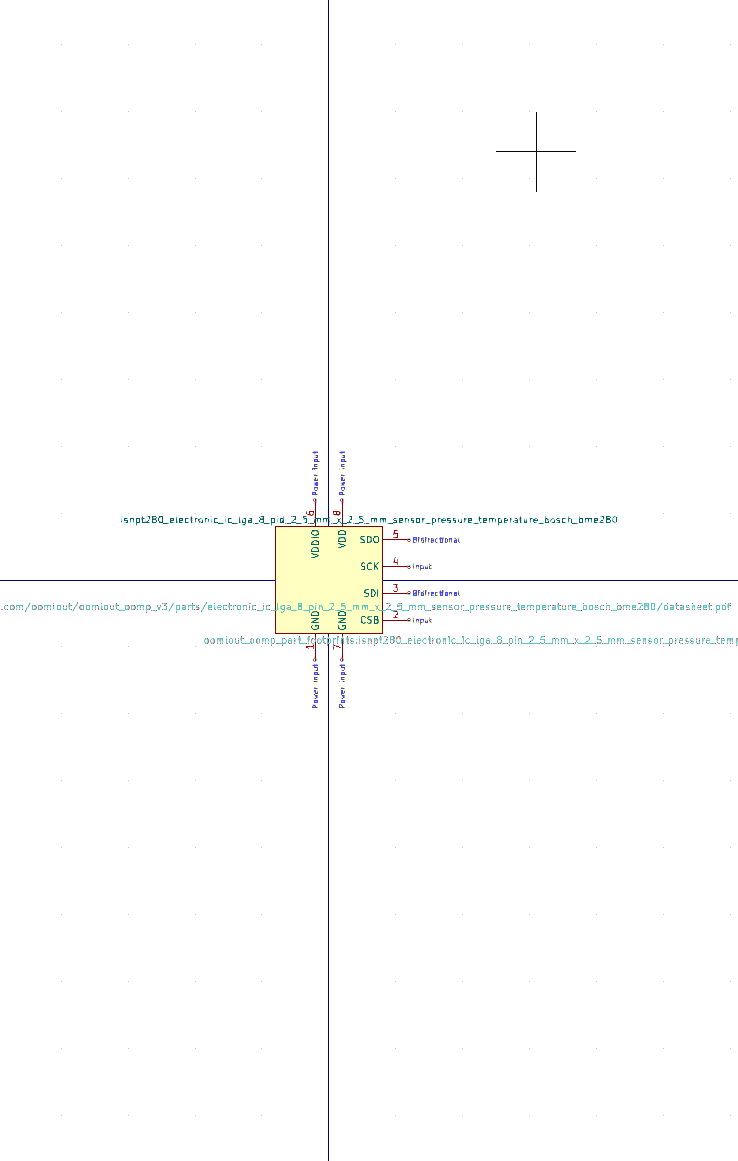 Power Input
Power Input
6
8
isnpt280_electronic_ic_lga_8_pin_2_5_mm_x_2_5_mm_sensor_pressure_temperature_bosch_bme280
VDDIO
VDD
SDO 5 Bidirectional
SCK 4 Input
SDI 3 Bidirectional
.com/oomlout/oomlout_oomp_v3/parts/electronic_ic_lga_8_pin_2_5_mm_x_2_5_mm_sensor_pressure_temperature_bosch_bme280/datasheet.pdf
GND
GND
CSB 2 Input
oomlout_oomp_part_footprints:isnpt280_electronic_ic_lga_8_pin_2_5_mm_x_2_5_mm_sensor_pressure_temp
1
7
Power Input
Power Input